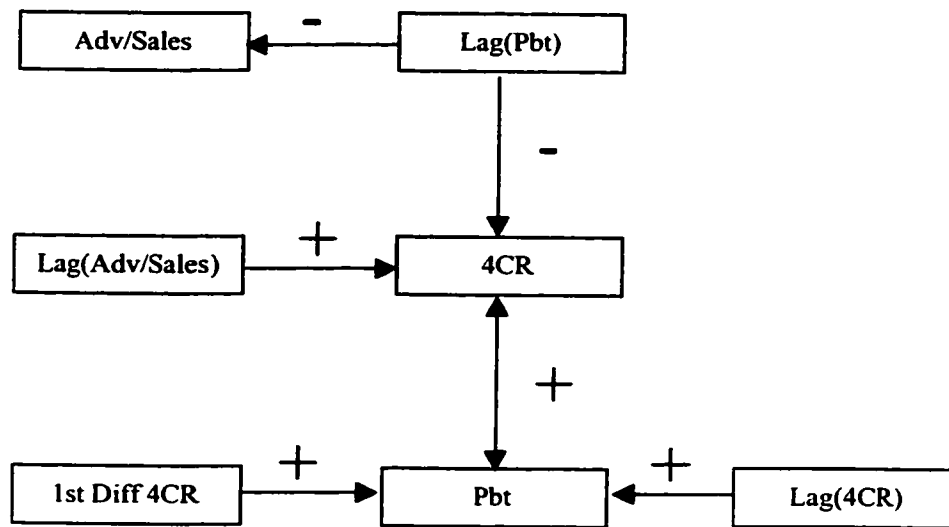 -
Adv/Sales
Lag(Pbt)
-
+
Lag(Adv/Sales)
4CR
+
+
+
1st Diff 4CR
Pbt
Lag(4CR)